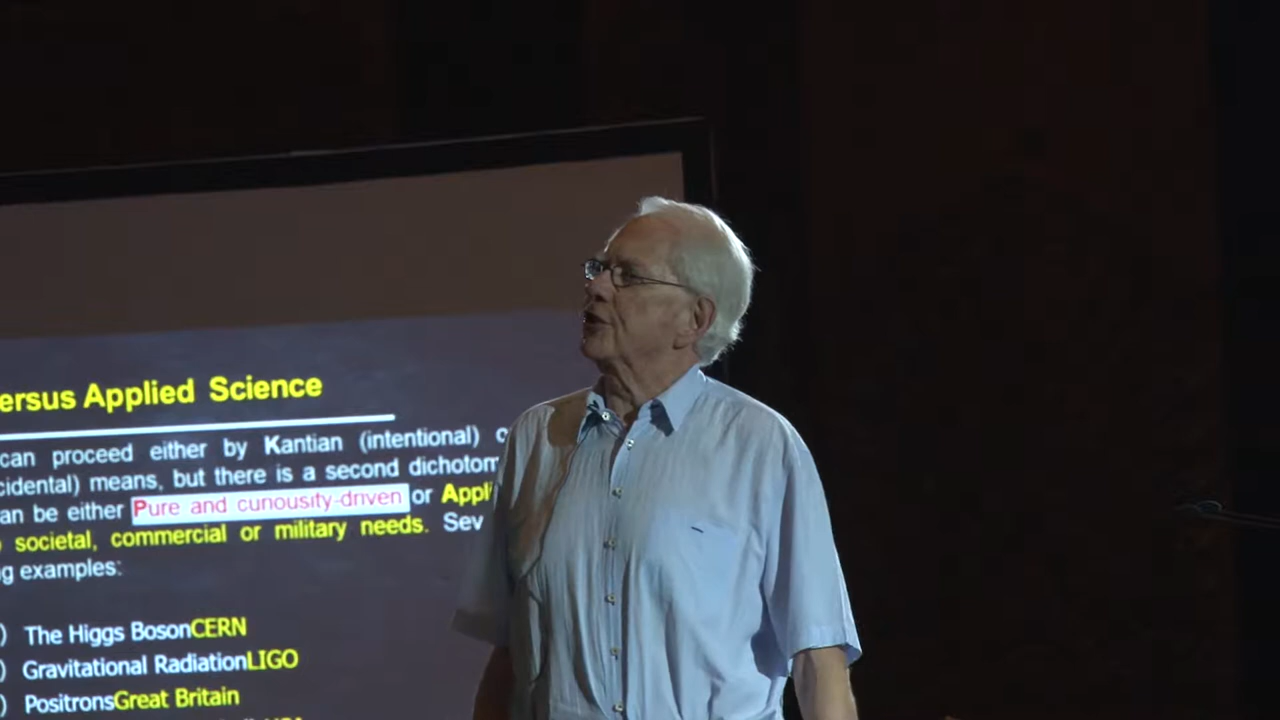 ersus Applied Science
can proceed either by Kantian (intentional) o
cidental) means, but there is a second dichotom
an be either Pure and curiousity-driven or Appli
societal, commercial or military needs. Sev
g examples:
) The Higgs BosonCERN
) Gravitational RadiationLIGO
) PositronsGreat Britain